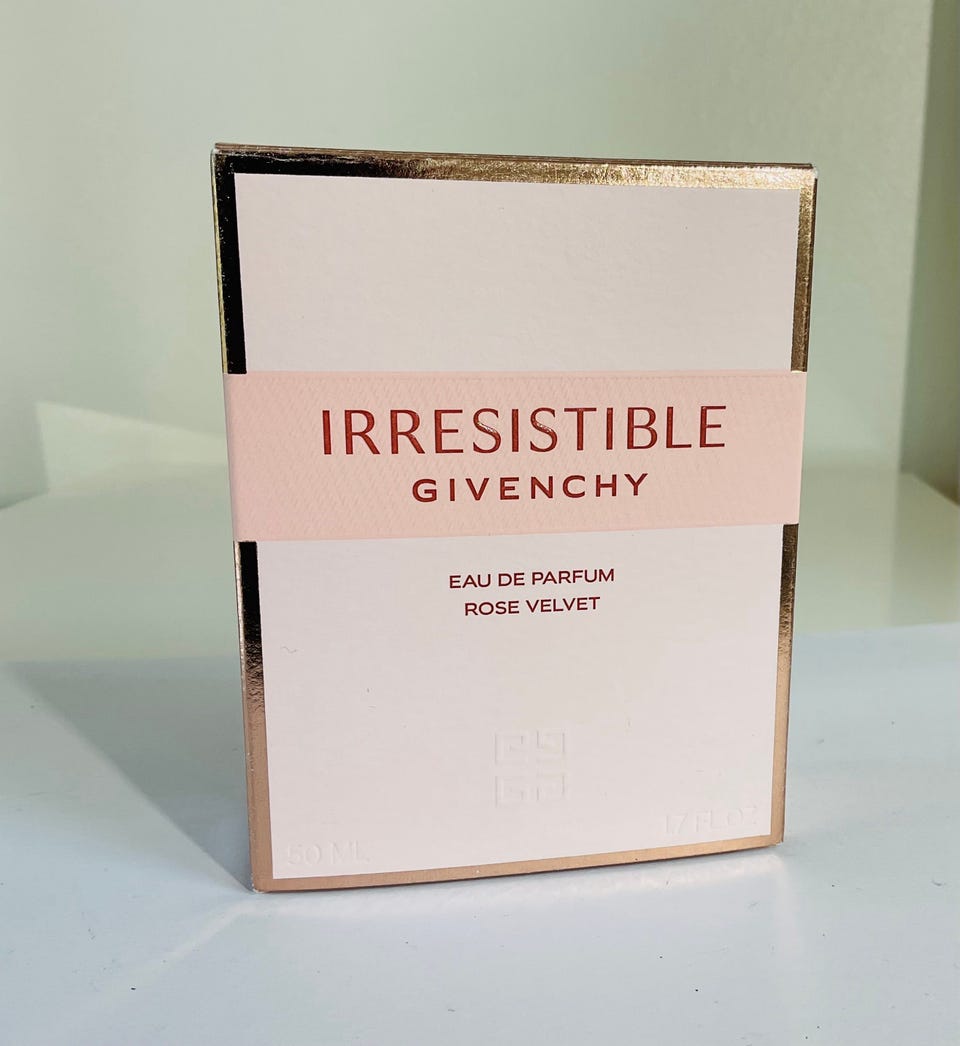 IRRESISTIBLE
GIVENCHY
EAU DE PARFUM
ROSE VELVET
50 ML
1.7 FL.OZ